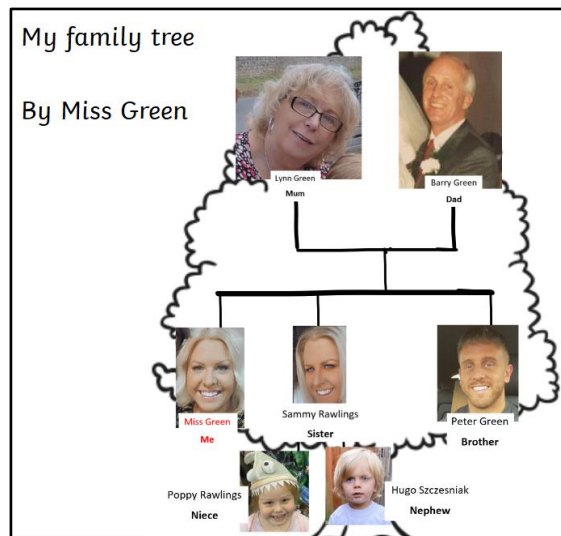 My family tree
By Miss Green
Lynn Green
Mum
Barry Green
Dad
Miss Green
Me
Sammy Rawlings
Sister
Peter Green
Brother
Poppy Rawlings
Niece
Hugo Szczesniak
Nephew